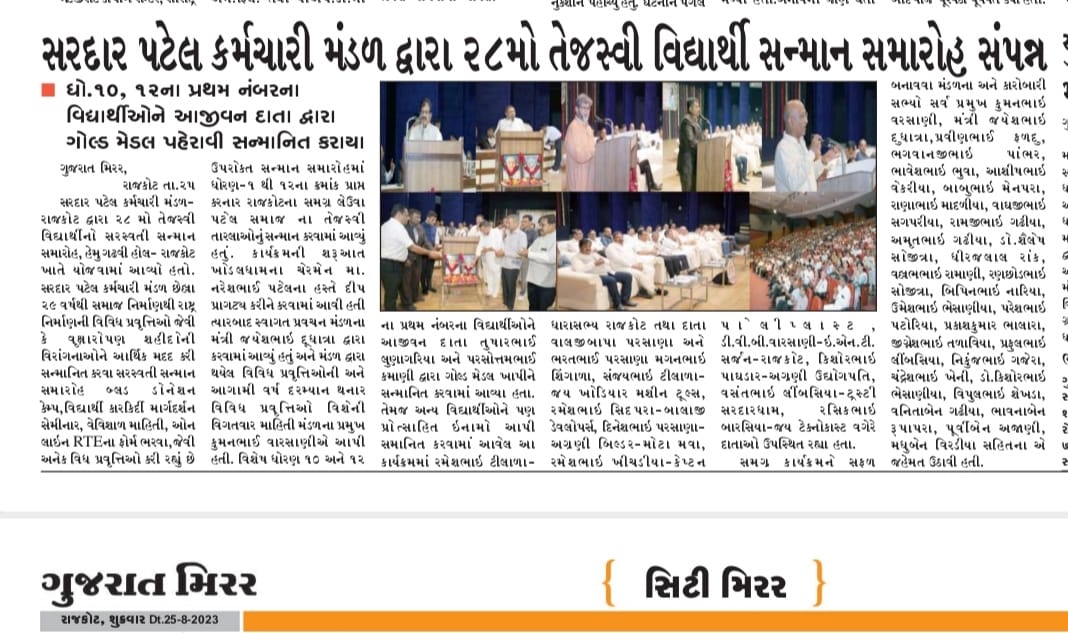 સરદાર પટેલ કર્મચારી મંડળ દ્વારા ૨૮મો તેજસ્વી વિદ્યાર્થી સન્માન સમારોહ સંપન્ન
ધો.૧૦, ૧૨ના પ્રથમ નંબરના
વિદ્યાર્થીઓને આજીવન દાતા દ્વારા
ગોલ્ડ મેડલ પહેરાવી સન્માનિત કરાયા
ગુજરાત મિરર,
રાજકોટ તા.૨૫
સરદાર પટેલ કર્મચારી મંડળ-
રાજકોટ દ્વારા ૨૮ મો તેજસ્વી
વિદ્યાર્થીનો સરસ્વતી સન્માન
સમારોહ, હેમુ ગઢવી હોલ- રાજકોટ
ખાતે યોજવામાં આવ્યો હતો.
સરદાર પટેલ કર્મચારી મંડળ છેલ્લા
૨૯ વર્ષથી સમાજ નિર્માણથી રાષ્ટ્ર
નિર્માણની વિવિધ પ્રવૃત્તિઓ જેવી
કે વૃક્ષારોપણ શહીદોની
વિરાંગનાઓને આર્થિક મદદ કરી
સન્માનિત કરવા સરસ્વતી સન્માન
સમારોહ બ્લડ ડોનેશન
કેમ્પ,વિદ્યાર્થી કારકિર્દી માર્ગદર્શન
સેમીનાર, વેવિશાળ માહિતી, ઓન
લાઇન RTEના ફોર્મ ભરવા,જેવી
અનેક વિધ પ્રવૃત્તિઓ કરી રહ્યું છે
ઉપરોક્ત સન્માન સમારોહમાં
ધોરણ-૧ થી ૧૨ના ક્રમાંક પ્રાપ્ત
કરનાર રાજકોટના સમગ્ર લેઉવા
પટેલ સમાજ ના તેજસ્વી
તારલાઓનું સન્માન કરવામાં આવ્યું
હતું. કાર્યક્રમની શરૂઆત
ખોડલધામના ચેરમેન મા.
નરેશભાઈ પટેલના હસ્તે દીપ
પ્રાગટ્ય કરીને કરવામાં આવી હતી
ત્યારબાદ સ્વાગત પ્રવચન મંડળના
મંત્રી જયેશભાઇ દૂધાત્રા દ્વારા
કરવામાં આવ્યું હતું અને મંડળ દ્વારા
થયેલ વિવિધ પ્રવૃત્તિઓની અને
આગામી વર્ષ દરમ્યાન થનાર
વિવિધ પ્રવૃત્તિઓ વિશેની
વિગતવાર માહિતી મંડળના પ્રમુખ
કુમનભાઈ વારસાણીએ આપી
હતી. વિશેષ ધોરણ ૧૦ અને ૧૨
ના પ્રથમ નંબરના વિદ્યાર્થીઓને
આજીવન દાતા તુષારભાઈ
લુણાગરિયા અને પરસોત્તમભાઈ
કમાણી દ્વારા ગોલ્ડ મેડલ આપીને
સન્માનિત કરવામાં આવ્યા હતા.
તેમજ અન્ય વિદ્યાર્થીઓને પણ
પ્રોત્સાહિત ઇનામો આપી
સમાનિત કરવામાં આવેલ આ
કાર્યક્રમમાં રમેશભાઇ ટીલાળા-
ધારાસભ્ય રાજકોટ તથા દાતા
વાલજીબાપા પરસાણા અને
ભરતભાઈ પરસાણા મગનભાઈ
શિંગાળા, સંજયભાઈ ટીલાળા-
જય ખોડિયાર મશીન ટૂલ્સ,
રમેશભાઇ સિદપરા-બાલાજી
ડેવલોપર્સ, દિનેશભાઈ પરસાણા-
અગ્રણી બિલ્ડર-મોટા મવા,
રમેશભાઇ ખીચડીયા-કેપ્ટન
પોલીપ્લાસ્ટ,
ડી.વી.બી.વારસાણી-ઇ.એન.ટી.
સર્જન-રાજકોટ, કિશોરભાઈ
પાઘડાર-અગ્રણી ઉદ્યોગપતિ,
વસંતભાઈ લીંબસિયા-ટ્રસ્ટી
સરદારધામ, રસિકભાઇ
બારસિયા-જય ટેકનોકાસ્ટ વગેરે
દાતાઓ ઉપસ્થિત રહ્યા હતા.
સમગ્ર કાર્યક્રમને સફળ
બનાવવા મંડળના અને કારોબારી
સભ્યો સર્વ પ્રમુખ કુમનભાઇ
વરસાણી, મંત્રી જયેશભાઇ
દુધાત્રા,પ્રવીણભાઈ ફળદુ,
ભગવાનજીભાઇ પાંભર,
ભાવેશભાઇ ભુવા, આશીષભાઈ
વેકરીયા, બાબુભાઇ મેનપરા,
રાણાભાઇ માદળીયા, વાઘજીભાઇ
સગપરીયા, રામજીભાઇ ગઢીયા,
અમૃતભાઇ ગઢીયા, ડો.શૈલેષ
સોજીત્રા, ધીરજલાલ રાંક,
વલ્લભભાઇ રામાણી, રણછોડભાઇ
સોજીત્રા, બિપિનભાઇ નારિયા,
ઉમેશભાઇ ભેસાણીયા, પરેશભાઇ
પટોરિયા, પ્રકાશકુમાર ભાલારા,
જીજ્ઞેશભાઈ તળાવિયા, પ્રફુલભાઈ
લીંબસિયા, નિકુંજભાઇ ગજેરા,
ચંદ્રેશભાઇ ખેની, ડો.કિશોરભાઈ
ભેસાણીયા, વિપુલભાઇ શેખડા,
વનિતાબેન ગઢીયા, ભાવનાબેન
રૂપાપરા, પૂર્વાબેન અજાણી,
મધુબેન વિરડીયા સહિતના એ
જહેમત ઉઠાવી હતી.
ગુજરાત મિરર
{ સિટી મિરર }
રાજકોટ, શુક્રવાર Dt.25-8-2023